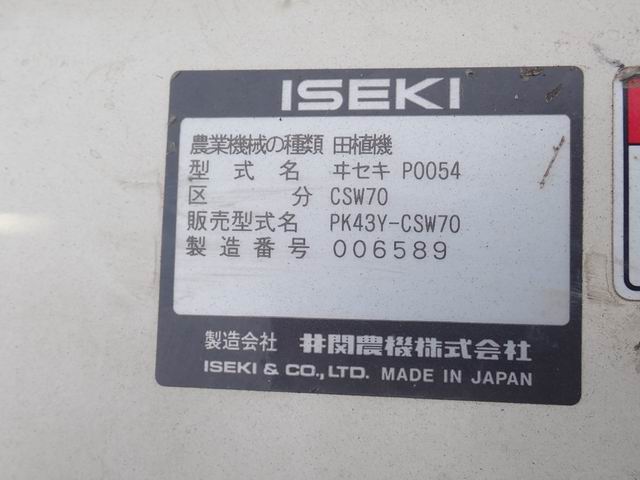 ISEKI
農業機械の種類 田植機
型式名 ヰセキ P0054
区分 CSW70
販売型式名 PK43Y-CSW70
製造番号 006589
製造会社 井関農機株式会社
ISEKI & CO., LTD. MADE IN JAPAN